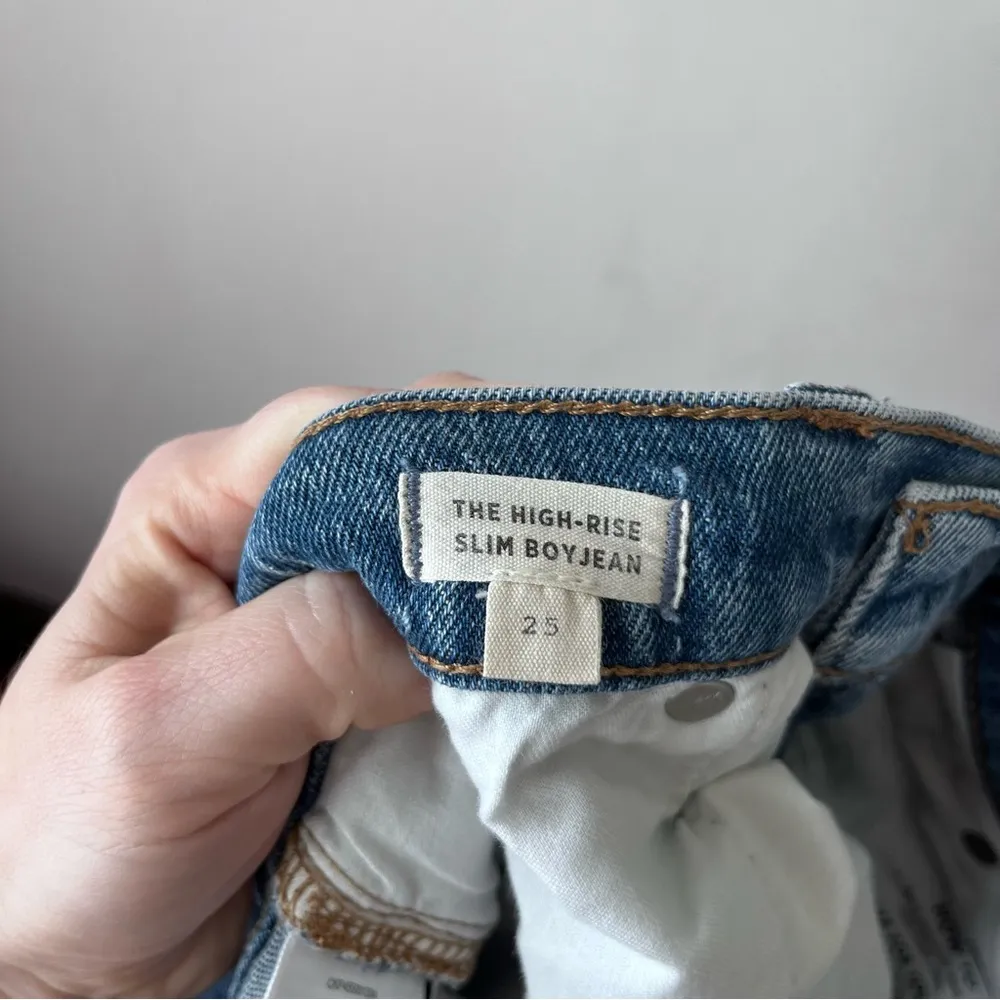 THE HIGH-RISE
SLIM BOYJEAN
25